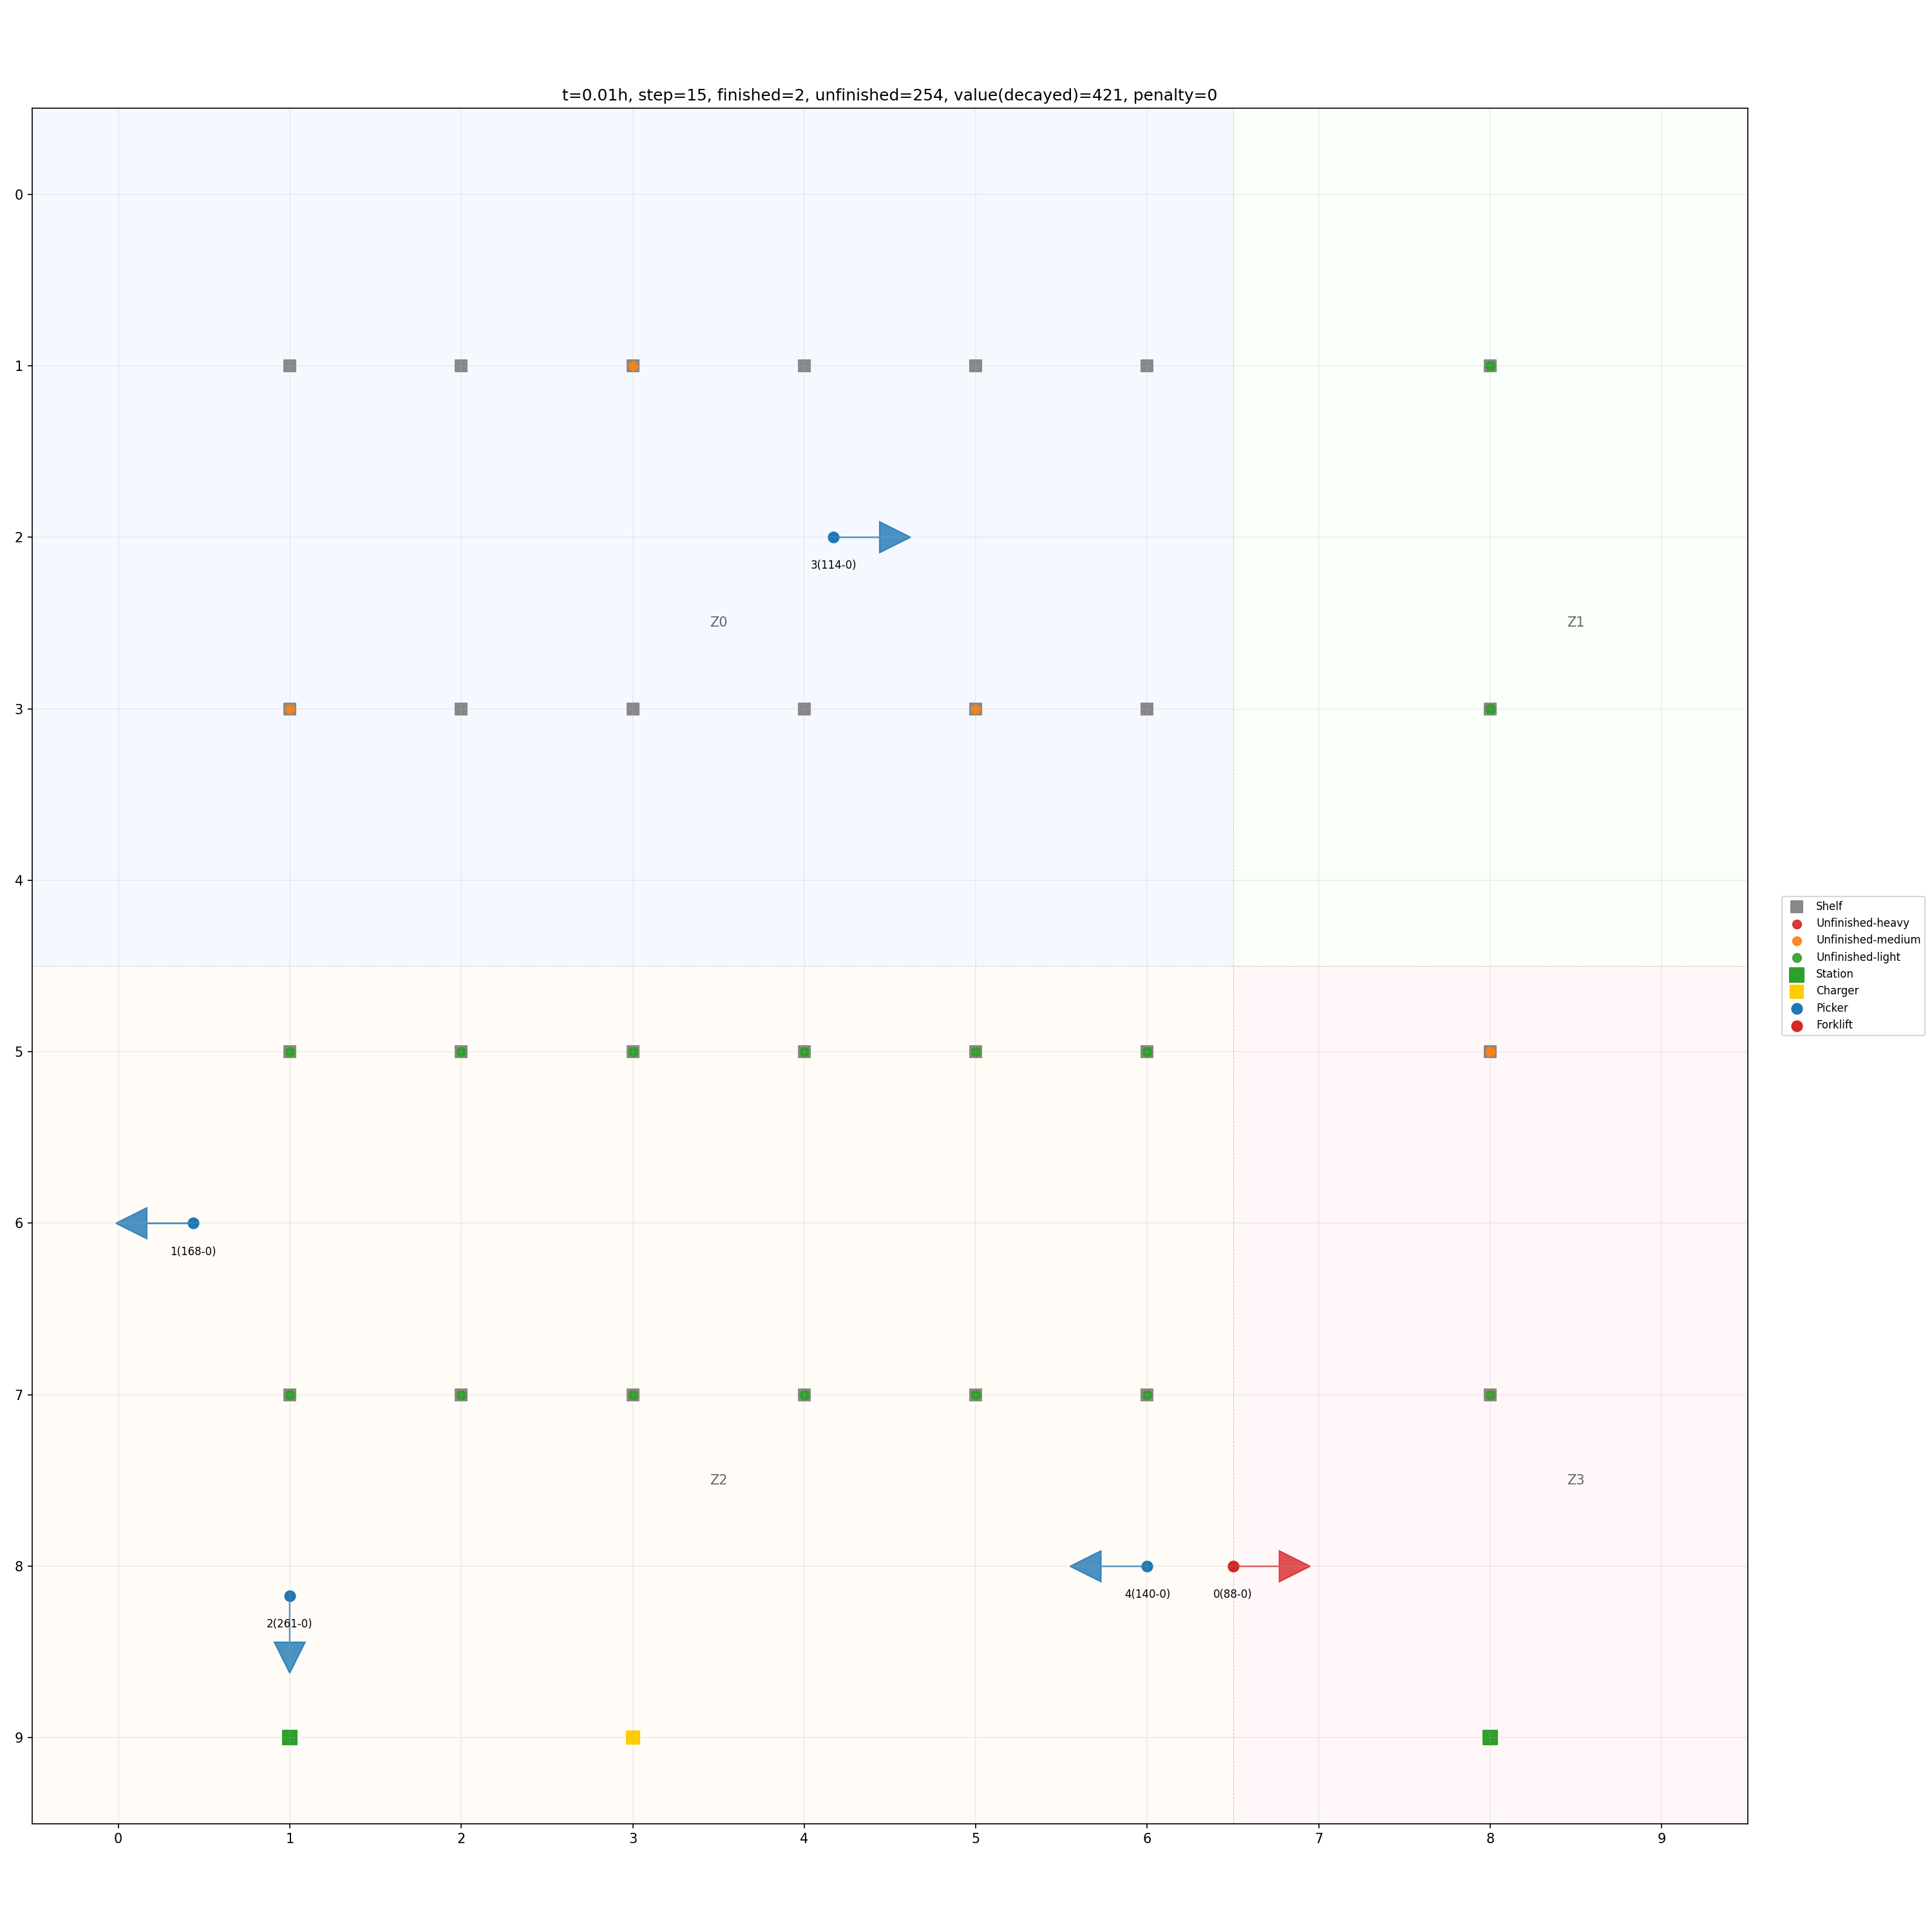 t=0.01h, step=15, finished=2, unfinished=254, value(decayed)=421, penalty=0
0
1
2
3(114-0)
Z0
Z1
3
4
Shelf
Unfinished-heavy
Unfinished-medium
Unfinished-light
Station
Charger
Picker
Forklift
5
6
1(168-0)
7
Z2
Z3
8
4(140-0)
0(88-0)
2(261-0)
9
0 1 2 3 4 5 6 7 8 9